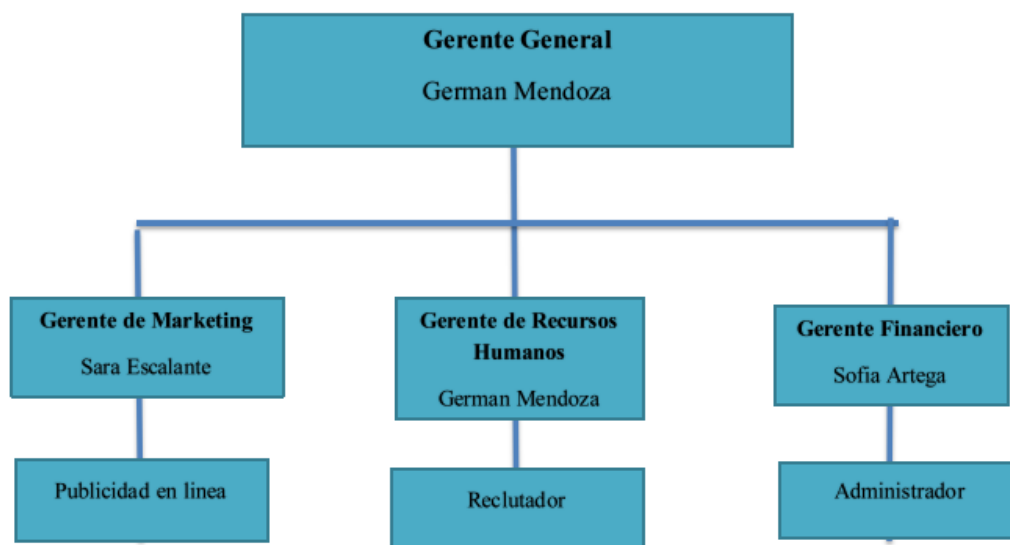 Gerente General
German Mendoza
Gerente de Marketing
Sara Escalante
Gerente de Recursos
Humanos
German Mendoza
Gerente Financiero
Sofia Artega
Publicidad en linea
Reclutador
Administrador